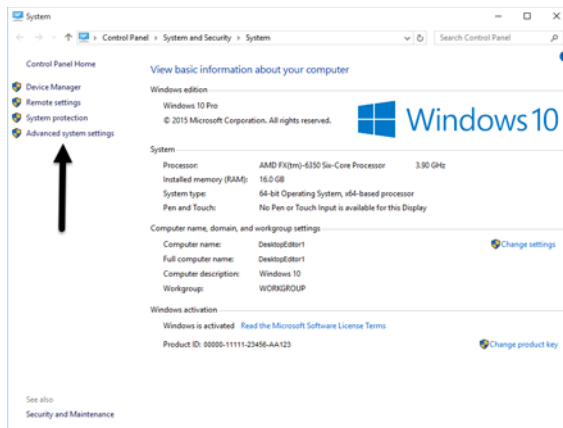 System
Control Panel › System and Security › System
Search Control Panel
Control Panel Home
Device Manager
Remote settings
System protection
Advanced system settings
View basic information about your computer
Windows edition
Windows 10 Pro
© 2015 Microsoft Corporation. All rights reserved.
Windows 10
System
Processor: AMD FX(tm)-6350 Six-Core Processor 3.90 GHz
Installed memory (RAM): 16.0 GB
System type: 64-bit Operating System, x64-based processor
Pen and Touch: No Pen or Touch Input is available for this Display
Computer name, domain, and workgroup settings
Computer name: DesktopEditor1
Change settings
Full computer name: DesktopEditor1
Computer description: Windows 10
Workgroup: WORKGROUP
Windows activation
Windows is activated Read the Microsoft Software License Terms
Product ID: 00000-11111-23456-AA123
Change product key
See also
Security and Maintenance